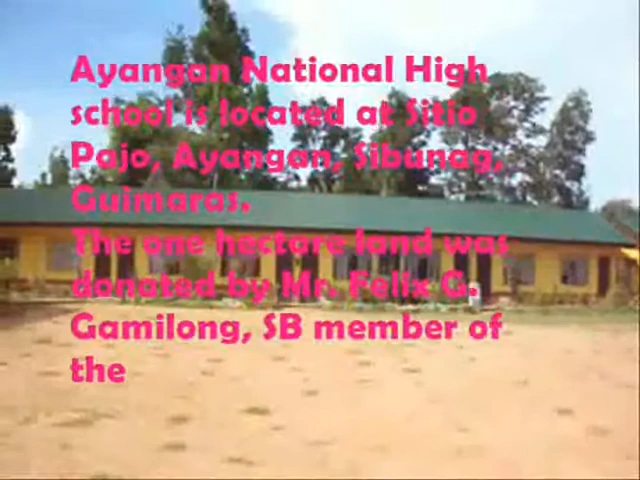 Ayangan National High
school is located at Sitio
Pajo, Ayangan, Sibunag,
Guimaras.
The one hectare land was
donated by Mr. Felix G.
Gamilong, SB member of
the